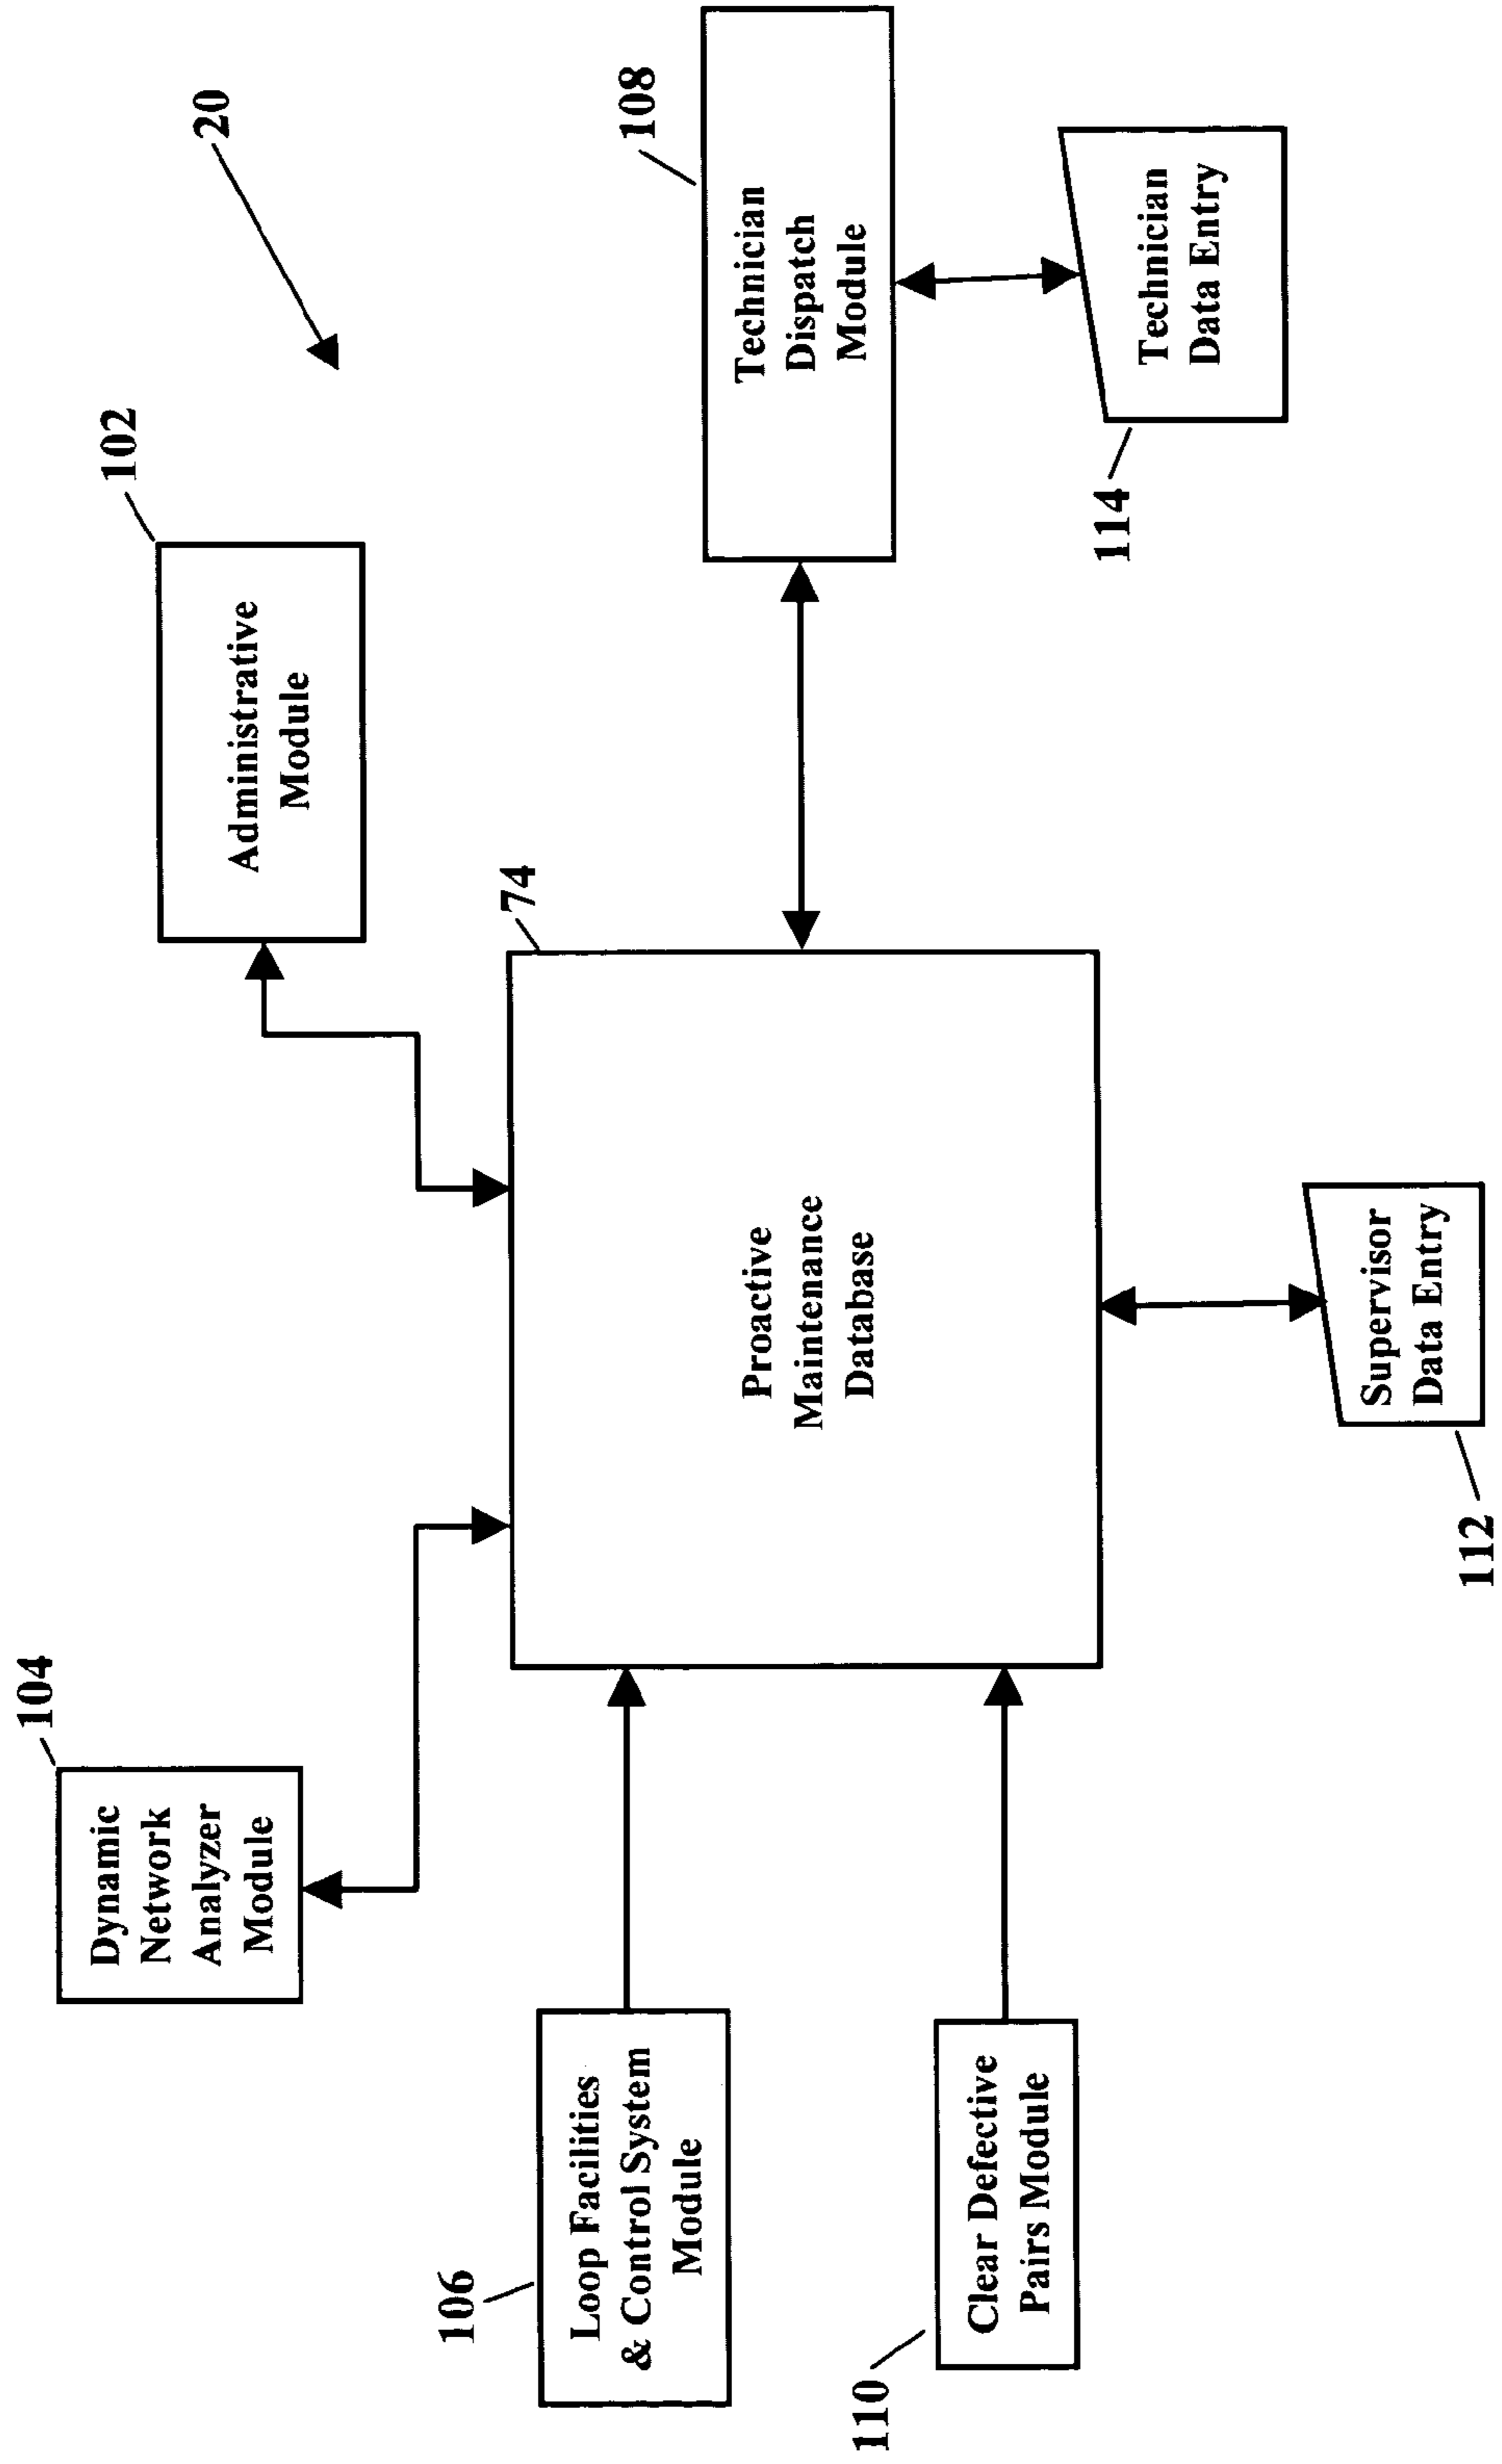 20
104
Dynamic
Network
Analyzer
Module
102
Administrative
Module
106
Loop Facilities
& Control System
Module
74
Proactive
Maintenance
Database
108
Technician
Dispatch
Module
110
Clear Defective
Pairs Module
112
Supervisor
Data Entry
114
Technician
Data Entry